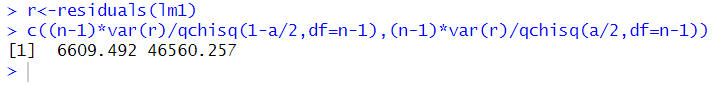 > r<-residuals(lm1)
> c((n-1)*var(r)/qchisq(1-a/2,df=n-1),(n-1)*var(r)/qchisq(a/2,df=n-1))
[1]  6609.492 46560.257
>